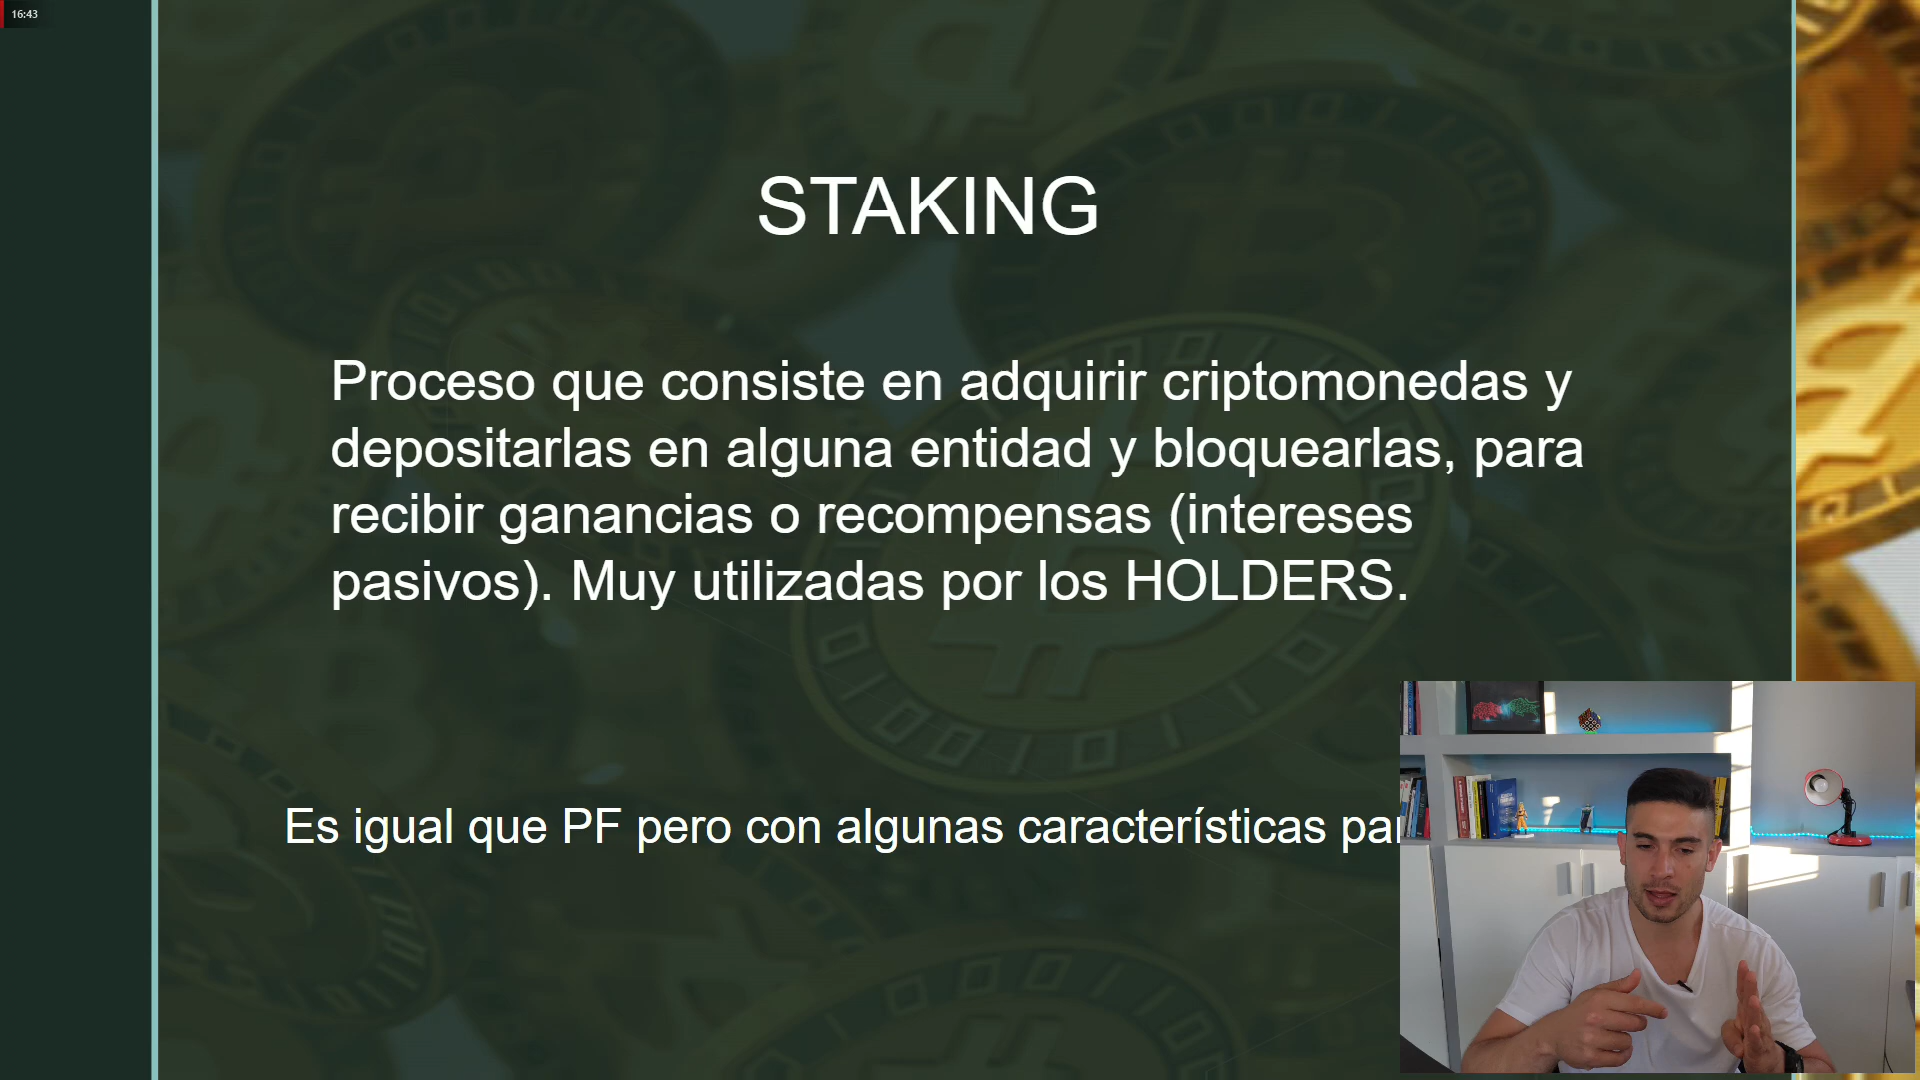 16:43
STAKING
Proceso que consiste en adquirir criptomonedas y
depositarlas en alguna entidad y bloquearlas, para
recibir ganancias o recompensas (intereses
pasivos). Muy utilizadas por los HOLDERS.
Es igual que PF pero con algunas características